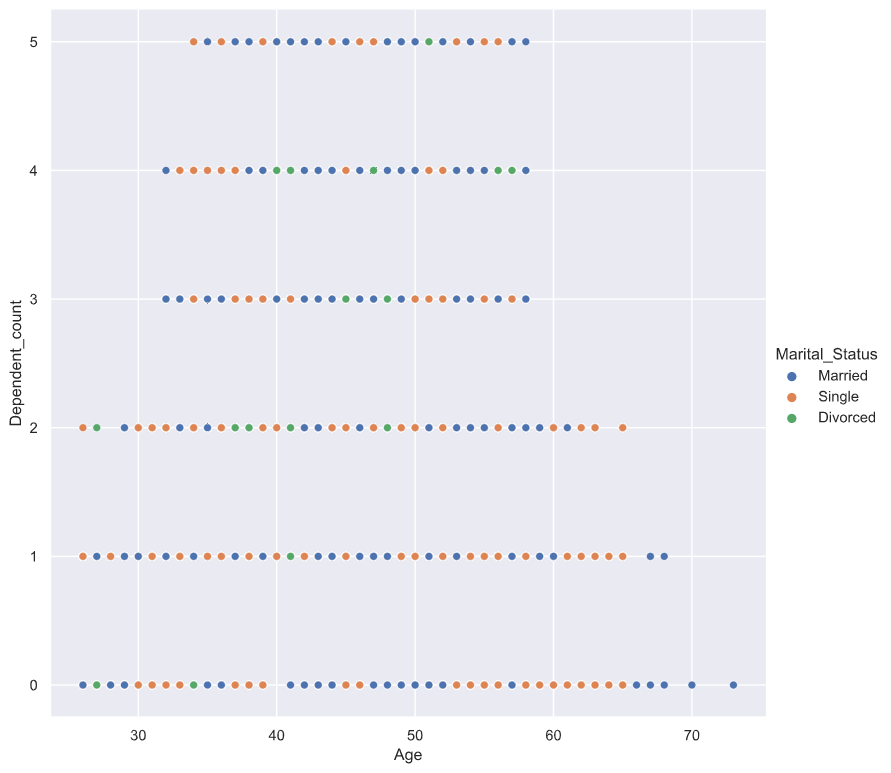 5
4
3
2
1
0
Dependent_count
30 40 50 60 70
Age
Marital_Status
Married
Single
Divorced